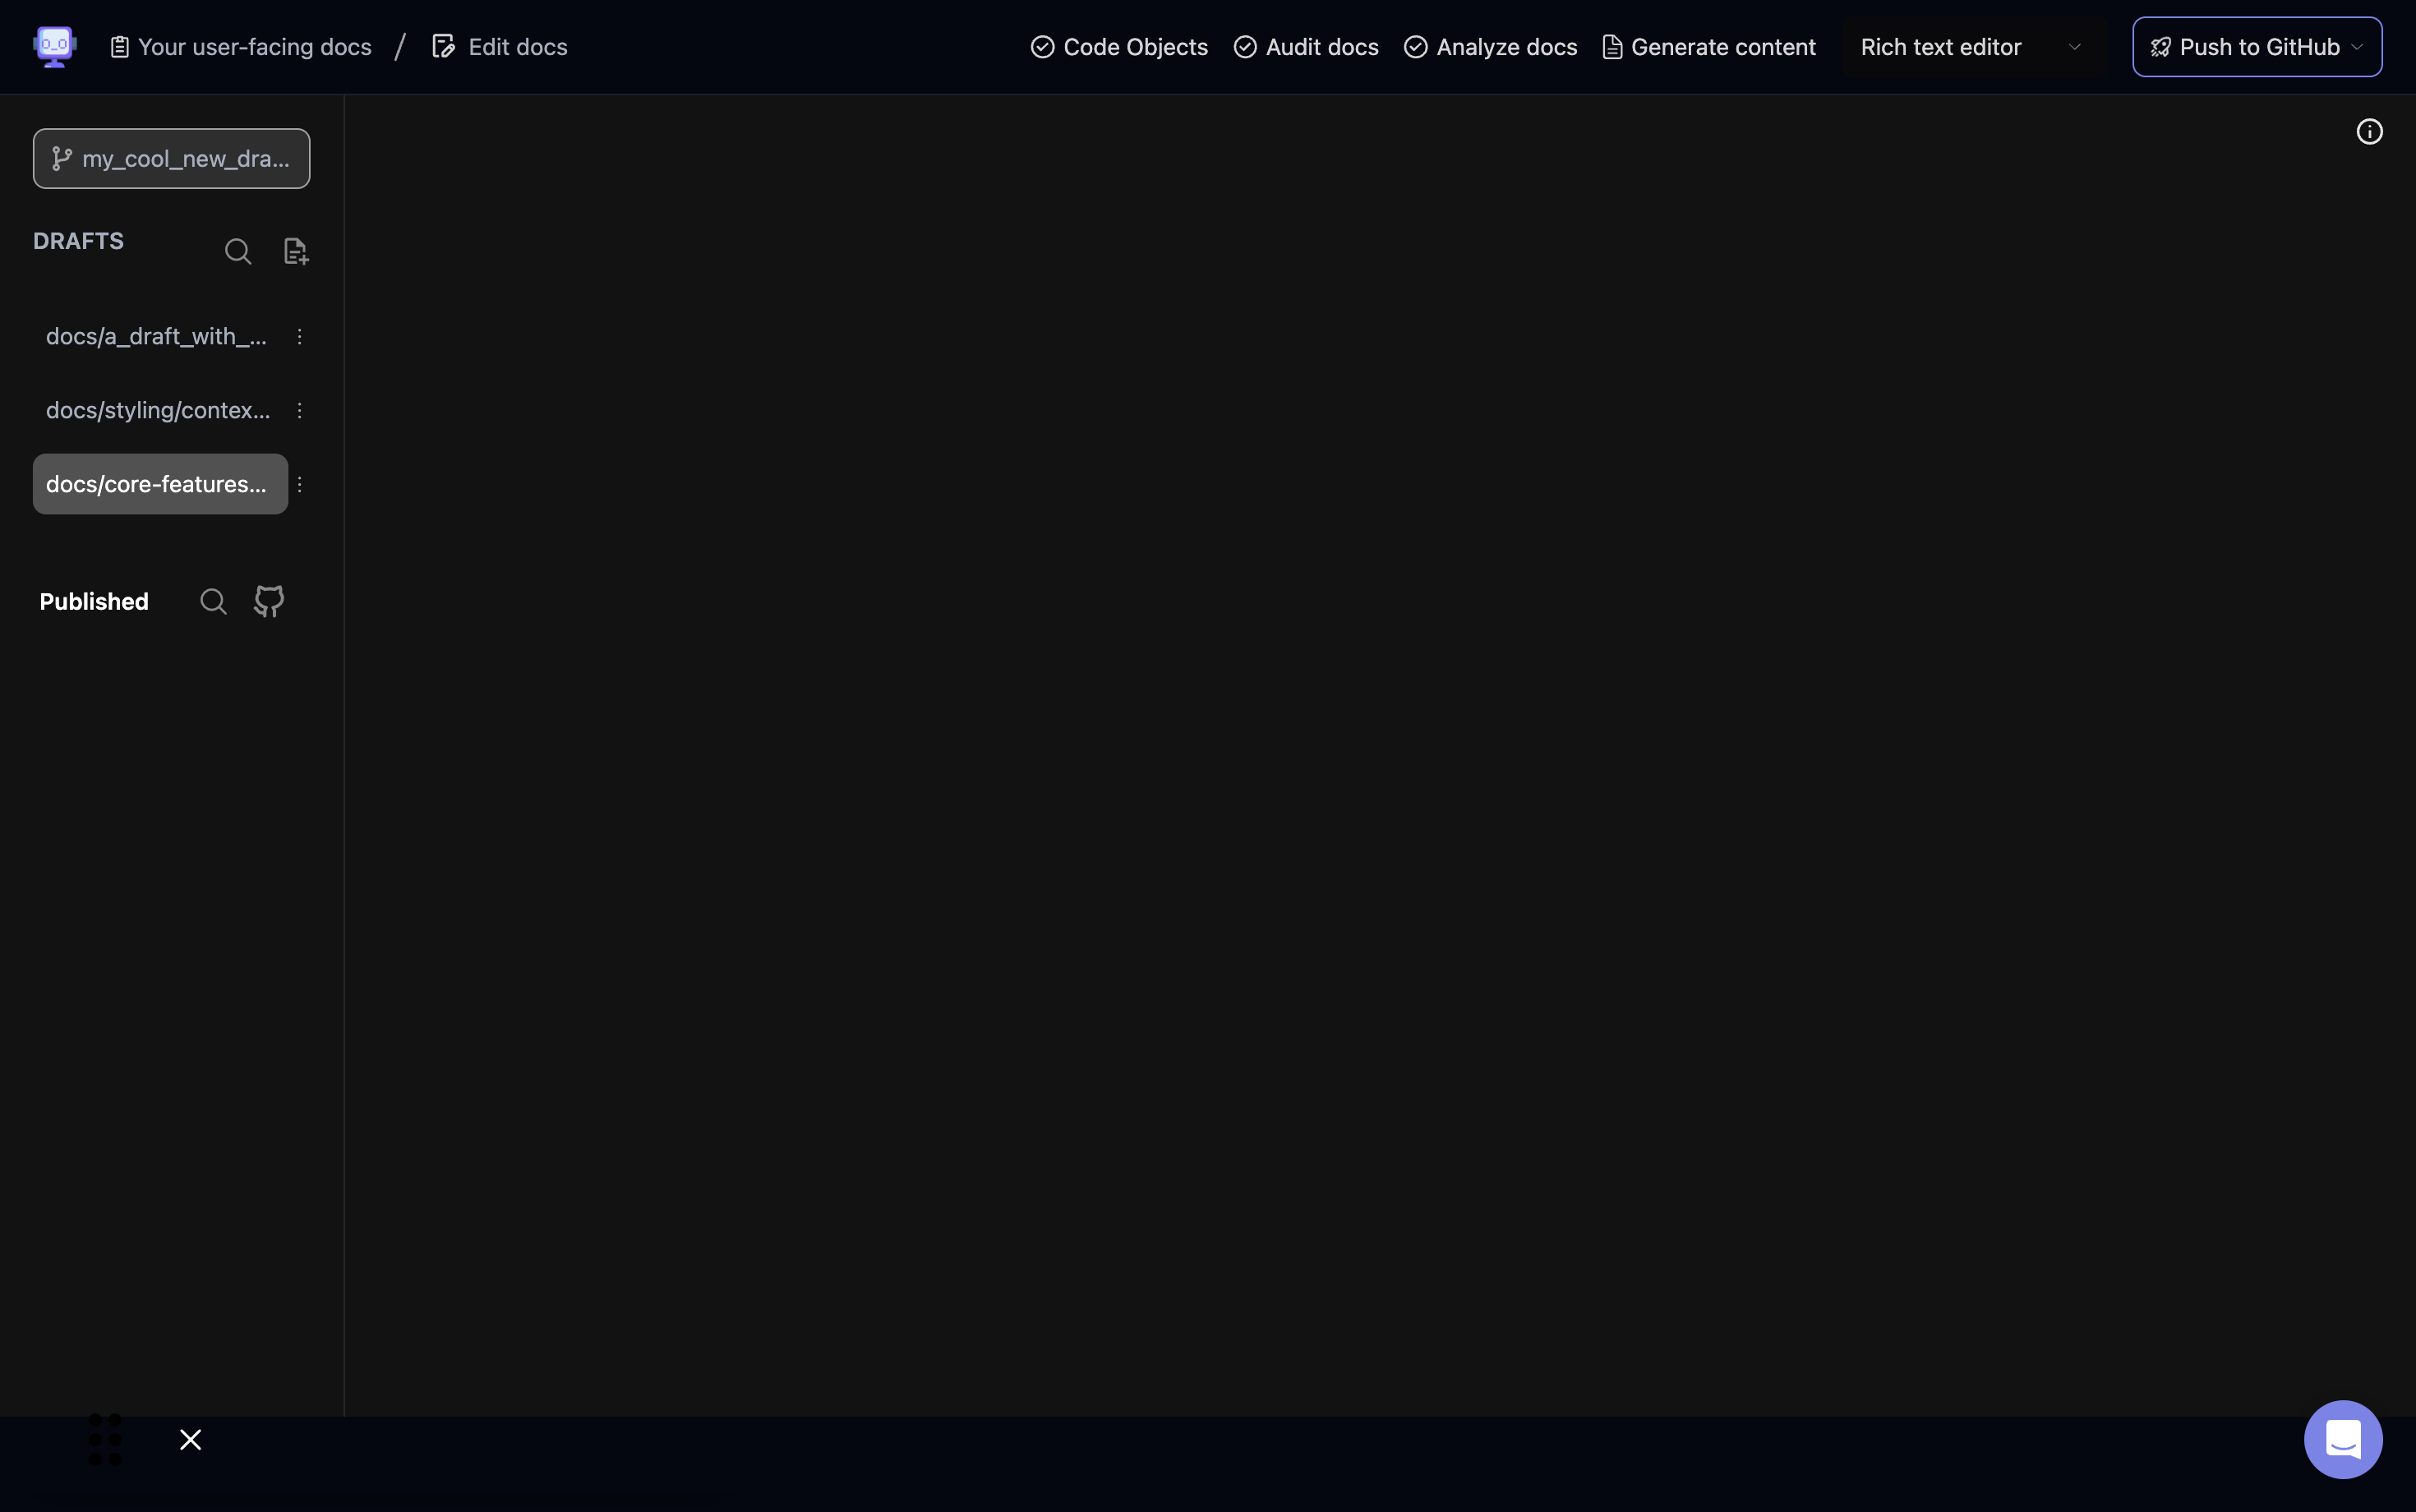 Your user-facing docs / Edit docs
Code Objects Audit docs Analyze docs Generate content Rich text editor Push to GitHub
my_cool_new_dra...
DRAFTS
docs/a_draft_with_...
docs/styling/contex...
docs/core-features...
Published